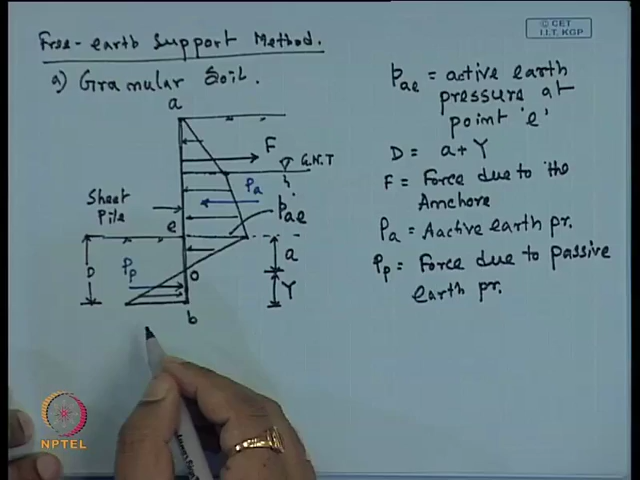 © CET
I.I.T. KGP
Free-earth Support Method.
a) Granular Soil.
a
F
G.W.T
Pa
Sheet
Pile
e
pae
D
Pp
o
a
Y
b
pae = active earth
pressure at
point 'e'
D = a+Y
F = Force due to the
Anchore
Pa = Aactive earth pr.
Pp = Force due to passive
earth pr.
NPTEL